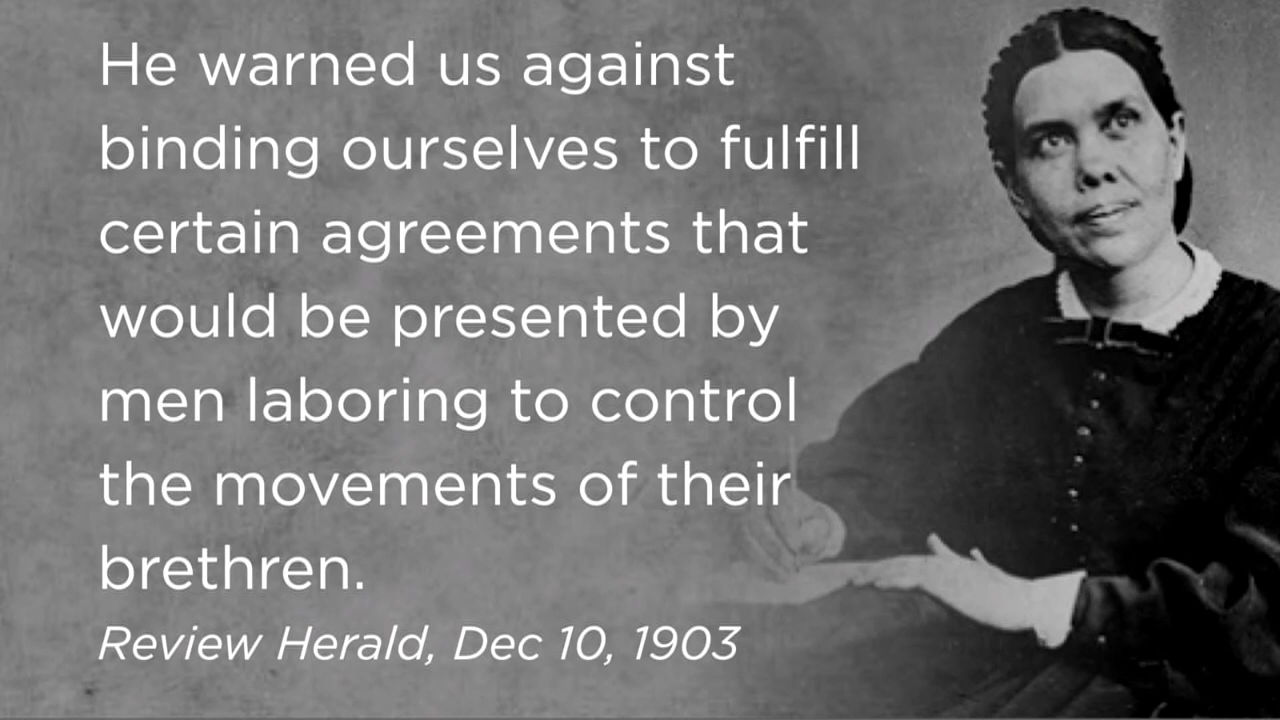 He warned us against
binding ourselves to fulfill
certain agreements that
would be presented by
men laboring to control
the movements of their
brethren.
Review Herald, Dec 10, 1903